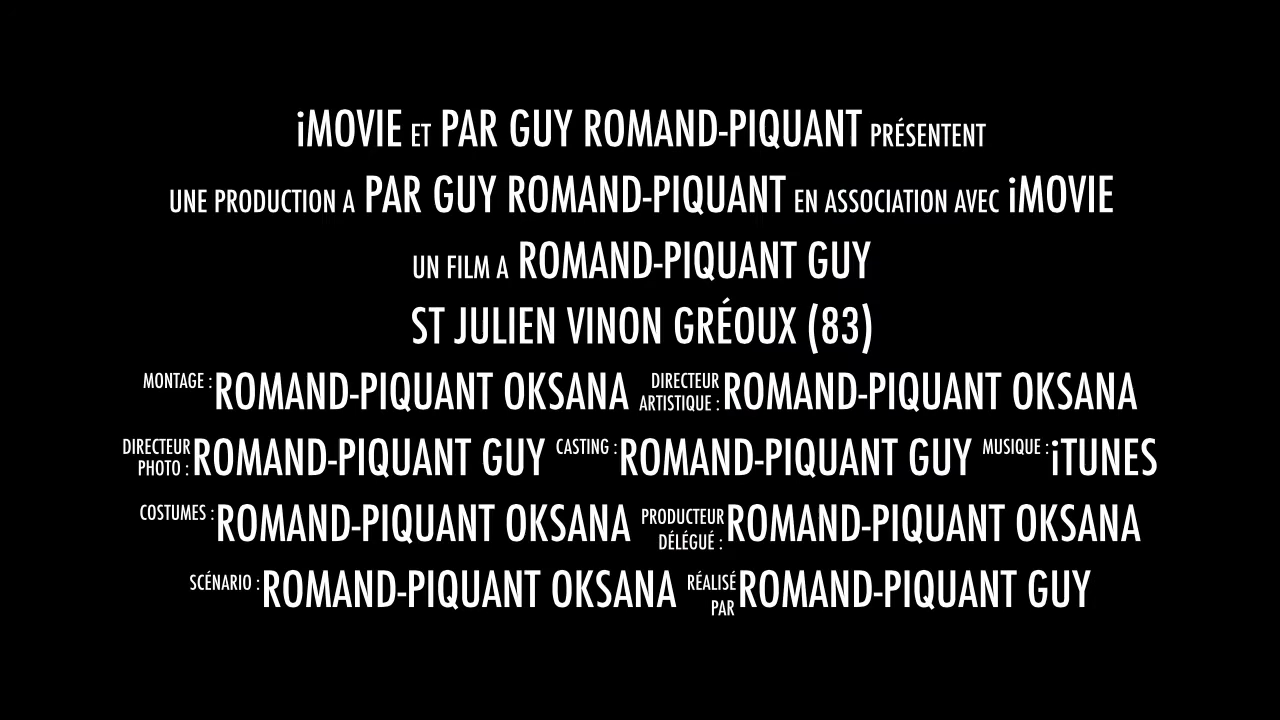 iMOVIE ET PAR GUY ROMAND-PIQUANT PRÉSENTENT
UNE PRODUCTION A PAR GUY ROMAND-PIQUANT EN ASSOCIATION AVEC iMOVIE
UN FILM A ROMAND-PIQUANT GUY
ST JULIEN VINON GRÉOUX (83)
MONTAGE : ROMAND-PIQUANT OKSANA DIRECTEUR ARTISTIQUE : ROMAND-PIQUANT OKSANA
DIRECTEUR PHOTO : ROMAND-PIQUANT GUY CASTING : ROMAND-PIQUANT GUY MUSIQUE : iTUNES
COSTUMES : ROMAND-PIQUANT OKSANA PRODUCTEUR DÉLÉGUÉ : ROMAND-PIQUANT OKSANA
SCÉNARIO : ROMAND-PIQUANT OKSANA RÉALISÉ PAR ROMAND-PIQUANT GUY